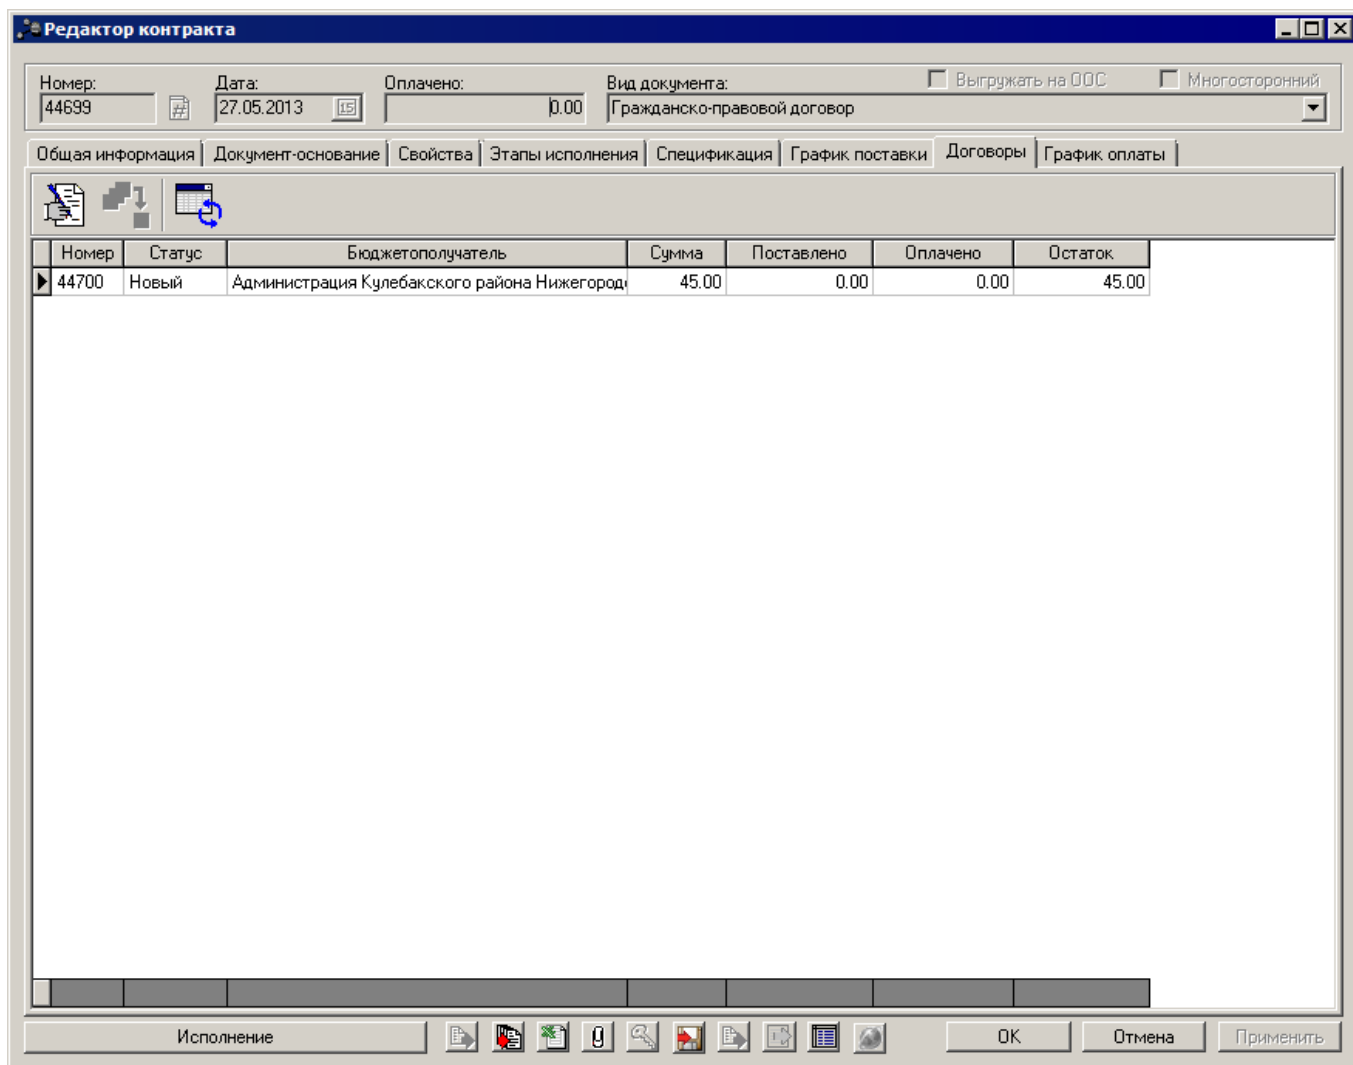 Редактор контракта
Номер: Дата: Оплачено: Вид документа: Выгружать на ООС Многосторонний
44699 # 27.05.2013 15 0.00 Гражданско-правовой договор
Общая информация Документ-основание Свойства Этапы исполнения Спецификация График поставки Договоры График оплаты
Номер Статус Бюджетополучатель Сумма Поставлено Оплачено Остаток
44700 Новый Администрация Кулебакского района Нижегород 45.00 0.00 0.00 45.00
Исполнение OK Отмена Применить